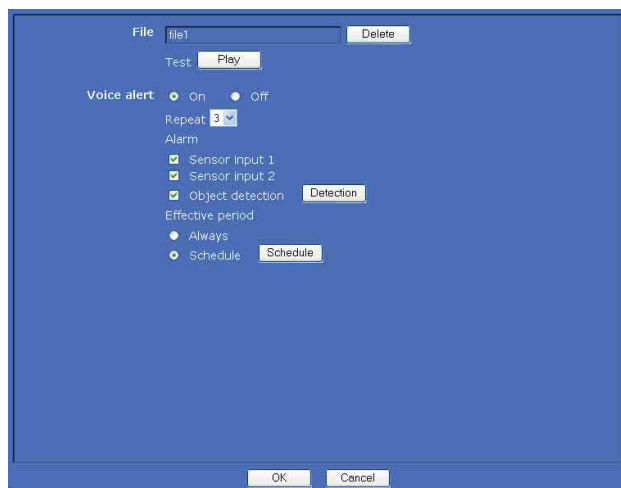 File file1 Delete
Test Play
Voice alert On Off
Repeat 3
Alarm
Sensor input 1
Sensor input 2
Object detection Detection
Effective period
Always
Schedule Schedule
OK Cancel